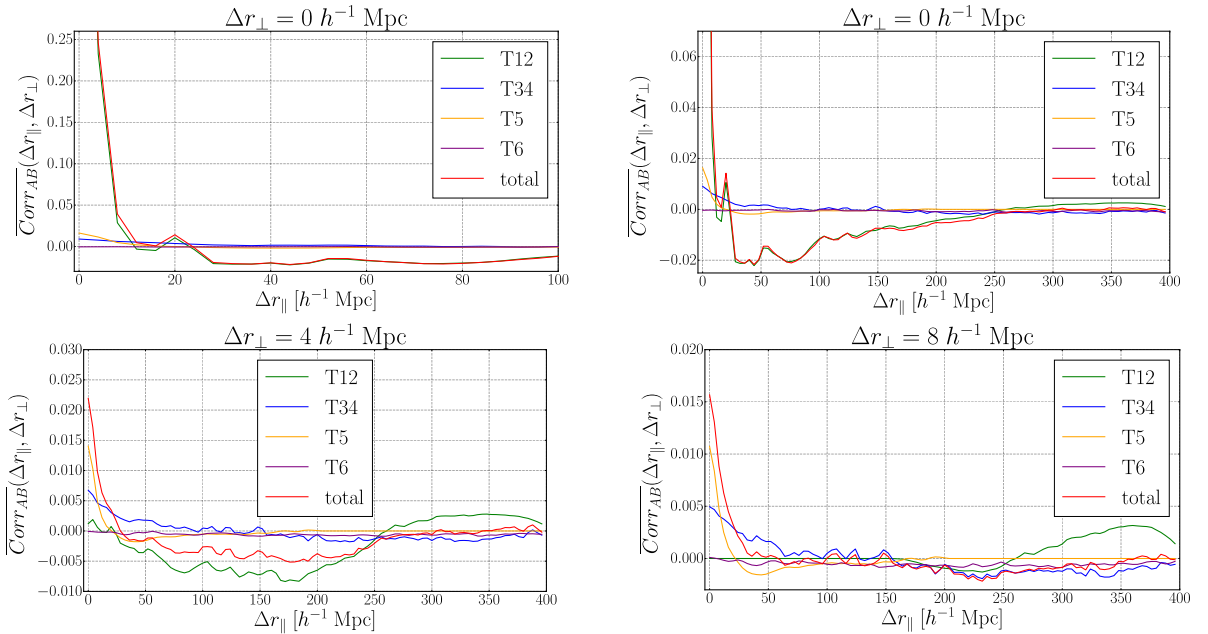 Δr⊥ = 0 h⁻¹ Mpc
0.25
0.20
0.15
0.10
0.05
0.00
Corr_AB(Δr∥, Δr⊥)
T12
T34
T5
T6
total
0 20 40 60 80 100
Δr∥ [h⁻¹ Mpc]
Δr⊥ = 0 h⁻¹ Mpc
0.06
0.04
0.02
0.00
−0.02
Corr_AB(Δr∥, Δr⊥)
T12
T34
T5
T6
total
0 50 100 150 200 250 300 350 400
Δr∥ [h⁻¹ Mpc]
Δr⊥ = 4 h⁻¹ Mpc
0.030
0.025
0.020
0.015
0.010
0.005
0.000
−0.005
−0.010
Corr_AB(Δr∥, Δr⊥)
T12
T34
T5
T6
total
0 50 100 150 200 250 300 350 400
Δr∥ [h⁻¹ Mpc]
Δr⊥ = 8 h⁻¹ Mpc
0.020
0.015
0.010
0.005
0.000
Corr_AB(Δr∥, Δr⊥)
T12
T34
T5
T6
total
0 50 100 150 200 250 300 350 400
Δr∥ [h⁻¹ Mpc]